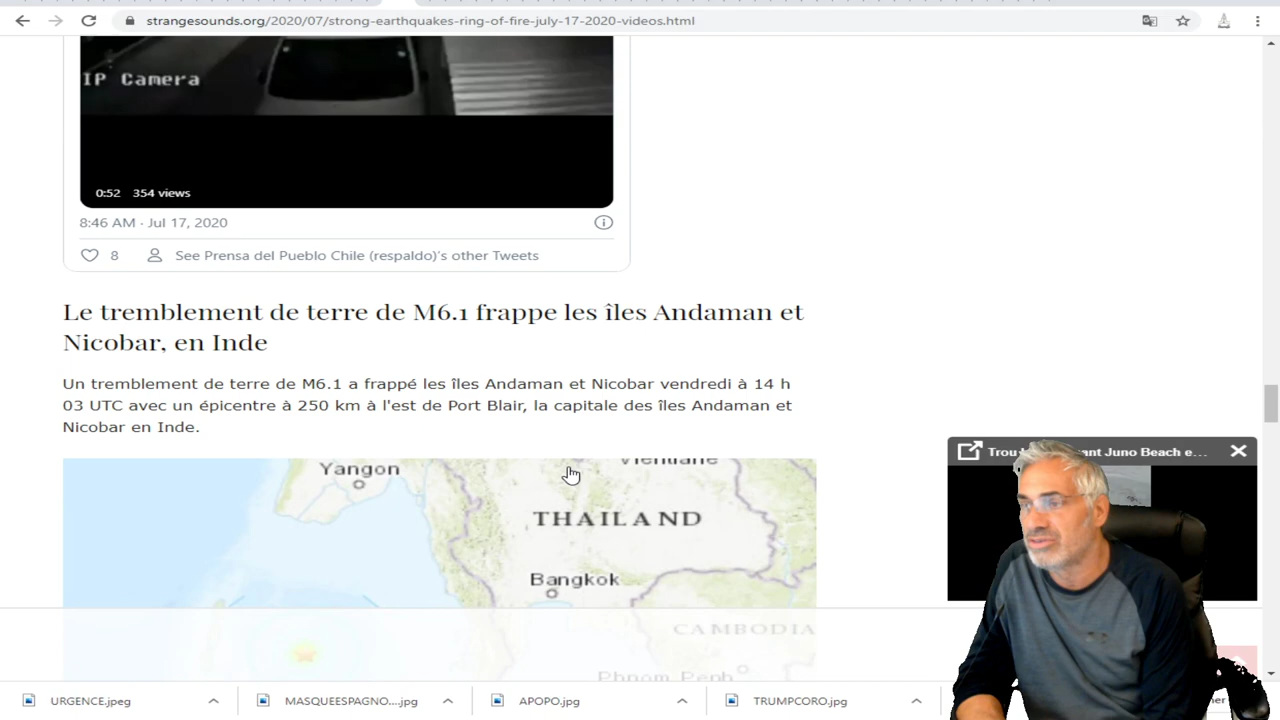 strangesounds.org/2020/07/strong-earthquakes-ring-of-fire-july-17-2020-videos.html
IP Camera
0:52 354 views
8:46 AM · Jul 17, 2020
8 See Prensa del Pueblo Chile (respaldo)'s other Tweets
Le tremblement de terre de M6.1 frappe les îles Andaman et
Nicobar, en Inde
Un tremblement de terre de M6.1 a frappé les îles Andaman et Nicobar vendredi à 14 h
03 UTC avec un épicentre à 250 km à l'est de Port Blair, la capitale des îles Andaman et
Nicobar en Inde.
Yangon
Vientiane
THAILAND
Bangkok
CAMBODIA
Phnom Penh
Juno Beach e...
URGENCE.jpeg
MASQUEESPAGNO....jpg
APOPO.jpg
TRUMPCORO.jpg